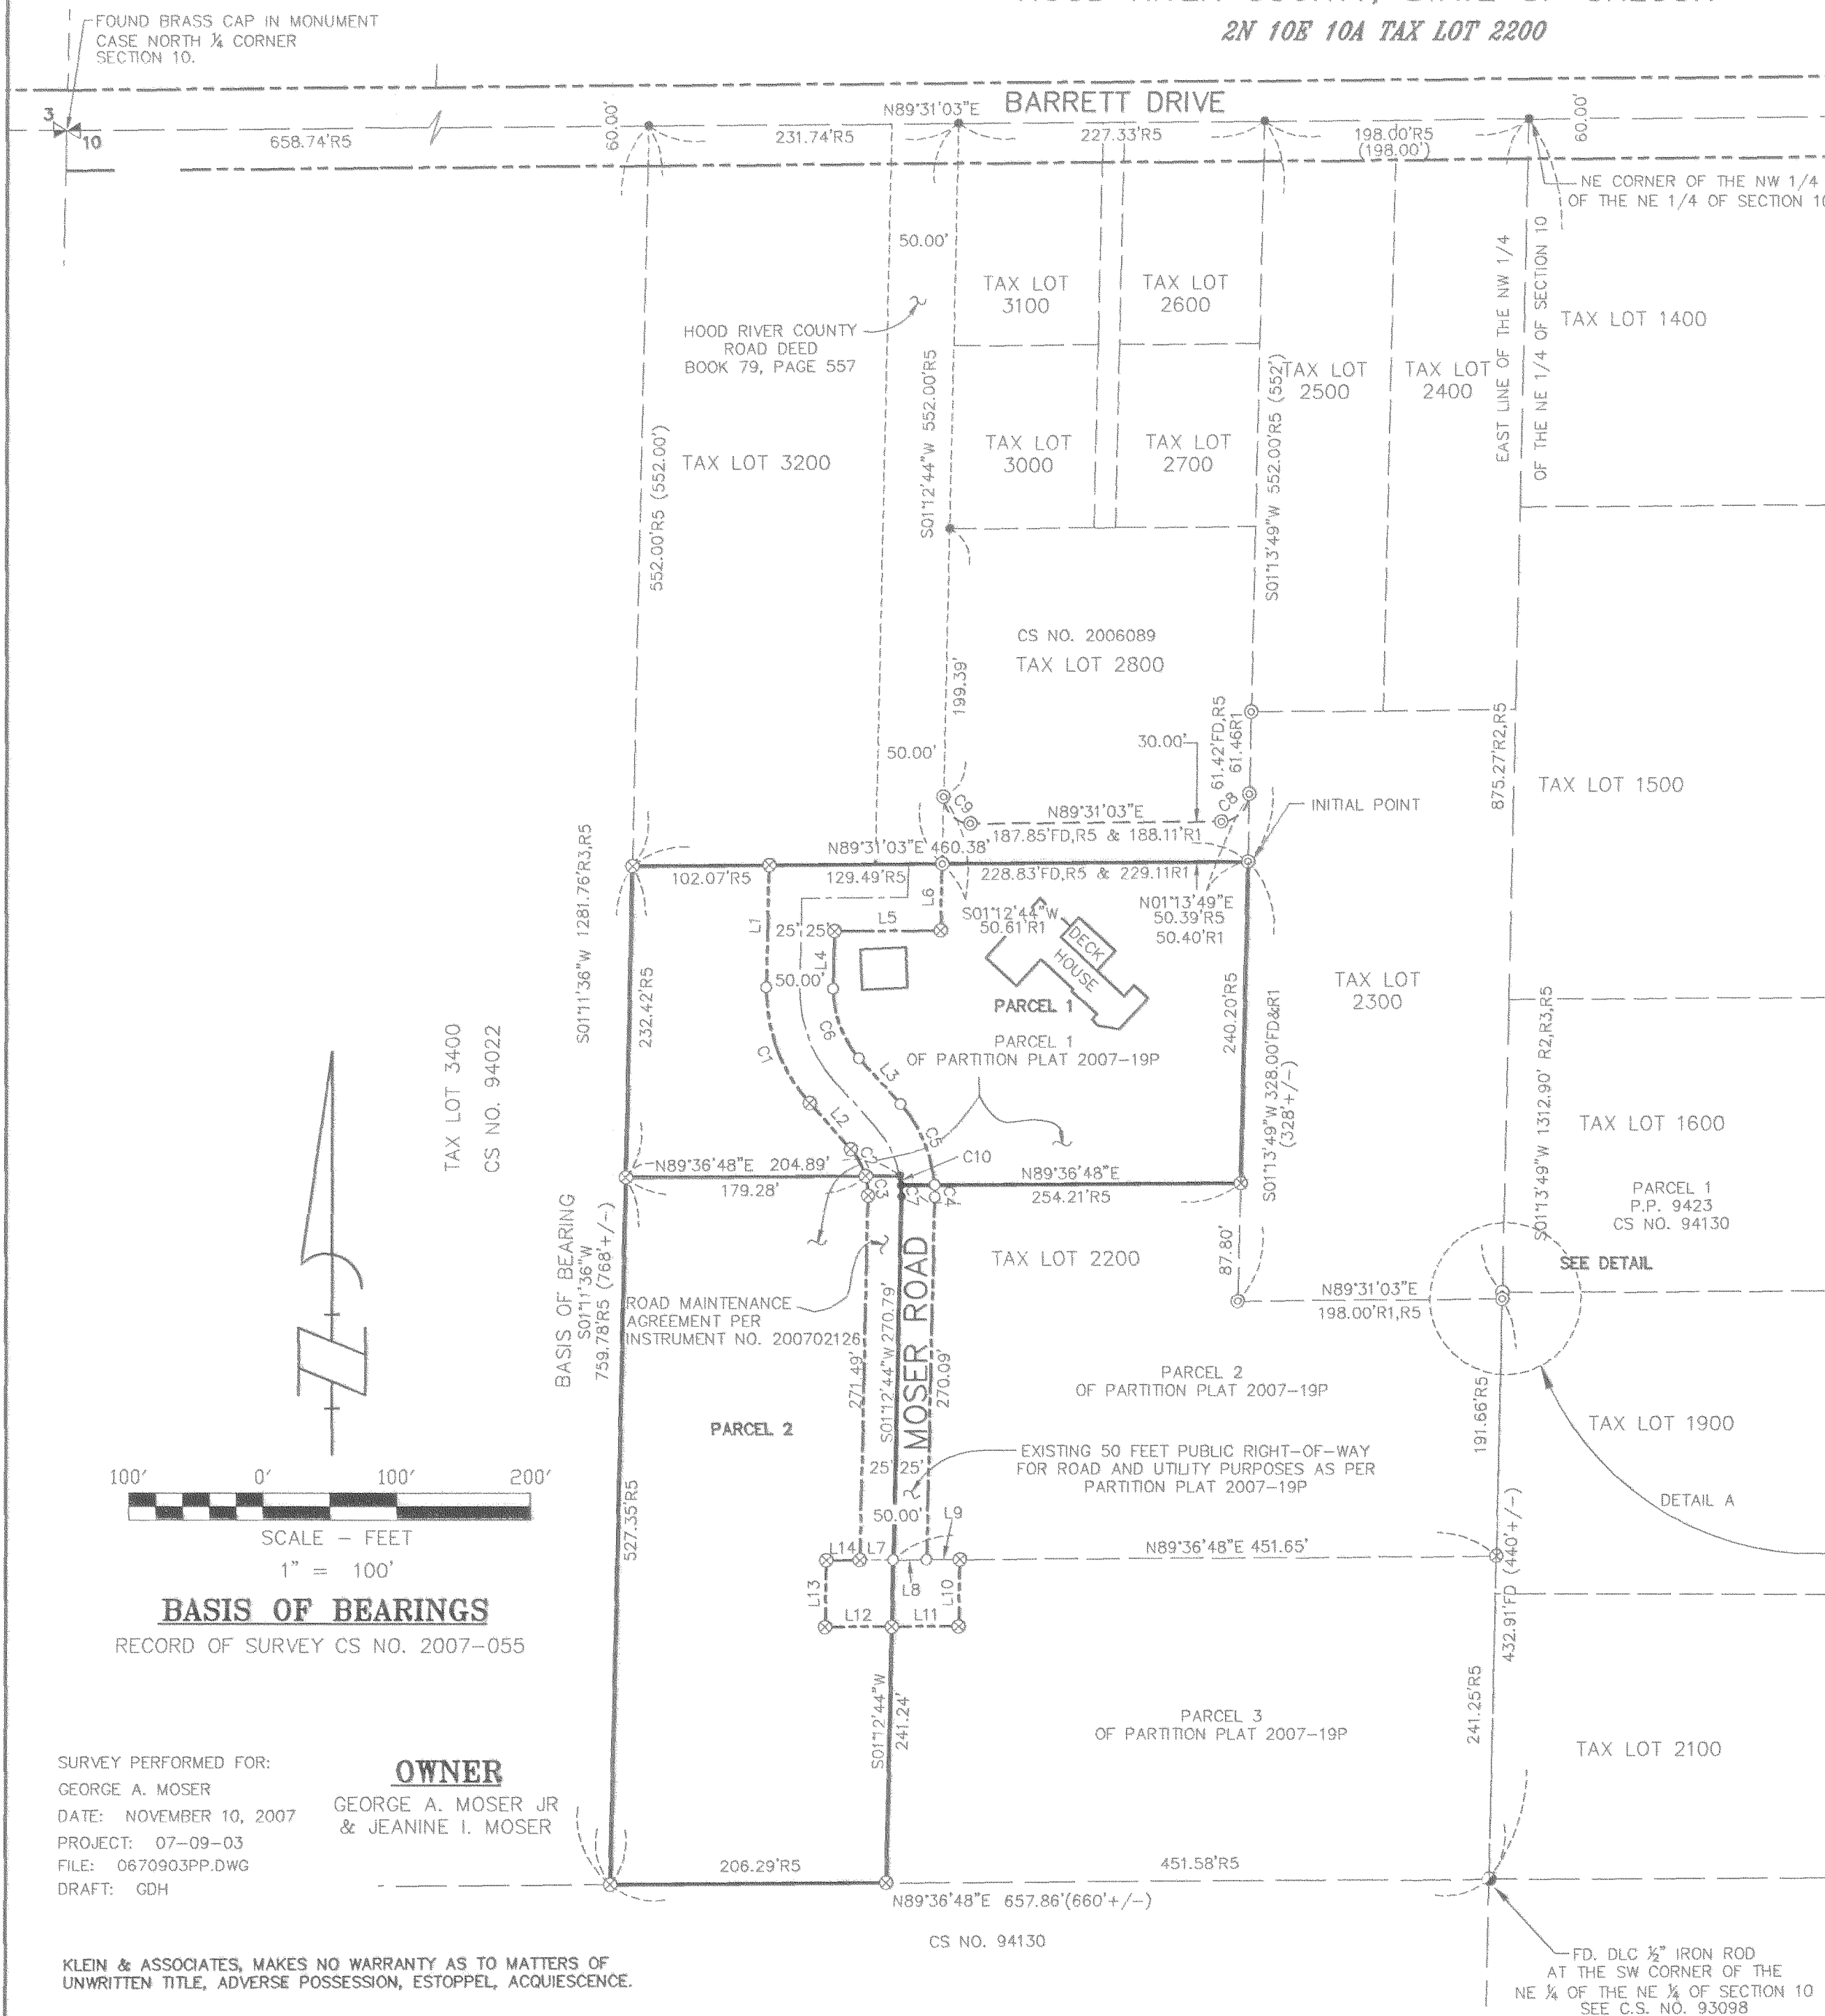 2N 10E 10A TAX LOT 2200
FOUND BRASS CAP IN MONUMENT
CASE NORTH ¼ CORNER
SECTION 10.
3
10
658.74'R5
60.00'
231.74'R5
N89°31'03"E
BARRETT DRIVE
227.33'R5
198.00'R5
(198.00')
60.00'
NE CORNER OF THE NW 1/4
OF THE NE 1/4 OF SECTION 10
50.00'
TAX LOT
3100
TAX LOT
2600
EAST LINE OF THE NW 1/4
OF THE NE 1/4 OF SECTION 10
TAX LOT 1400
HOOD RIVER COUNTY
ROAD DEED
BOOK 79, PAGE 557
TAX LOT
2500
TAX LOT
2400
552.00'R5 (552.00')
TAX LOT 3200
S01°12'44"W 552.00'R5
TAX LOT
3000
TAX LOT
2700
S01°13'49"W 552.00'R5 (552')
CS NO. 2006089
TAX LOT 2800
199.39'
50.00'
30.00'
61.42'FD,R5
61.46R1
875.27'R2,R5
TAX LOT 1500
C9
N89°31'03"E
187.85'FD,R5 & 188.11'R1
C8
INITIAL POINT
S01°11'36"W 1281.76'R3,R5
N89°31'03"E 460.38'
102.07'R5
129.49'R5
228.83'FD,R5 & 229.11R1
L1
L6
S01°12'44"W
50.61'R1
N01°13'49"E
50.39'R5
50.40'R1
25' 25'
L5
L4
50.00'
DECK
HOUSE
PARCEL 1
TAX LOT
2300
232.42'R5
240.20'R5
S01°13'49"W 328.00'FD&R1
(328'+/-)
S01°13'49"W 1312.90' R2,R3,R5
TAX LOT 3400
CS NO. 94022
C1
C6
PARCEL 1
OF PARTITION PLAT 2007-19P
L3
L2
C5
TAX LOT 1600
N89°36'48"E 204.89'
179.28'
C2
C3
C7
C4
C10
N89°36'48"E
254.21'R5
PARCEL 1
P.P. 9423
CS NO. 94130
BASIS OF BEARING
S01°11'36"W
759.78'R5 (768'+/-)
TAX LOT 2200
87.80'
SEE DETAIL
N89°31'03"E
198.00'R1,R5
ROAD MAINTENANCE
AGREEMENT PER
INSTRUMENT NO. 200702126
271.49'
S01°12'44"W 270.79'
MOSER ROAD
270.09'
PARCEL 2
OF PARTITION PLAT 2007-19P
191.66'R5
TAX LOT 1900
PARCEL 2
25' 25'
EXISTING 50 FEET PUBLIC RIGHT-OF-WAY
FOR ROAD AND UTILITY PURPOSES AS PER
PARTITION PLAT 2007-19P
DETAIL A
100' 0' 100' 200'
SCALE - FEET
1" = 100'
527.35'R5
50.00'
L9
L14
L7
N89°36'48"E 451.65'
432.91'FD (440'+/-)
L13
L8
L10
L12
L11
BASIS OF BEARINGS
RECORD OF SURVEY CS NO. 2007-055
S01°12'44"W
241.24'
PARCEL 3
OF PARTITION PLAT 2007-19P
241.25'R5
TAX LOT 2100
SURVEY PERFORMED FOR:
GEORGE A. MOSER
DATE: NOVEMBER 10, 2007
PROJECT: 07-09-03
FILE: 0670903PP.DWG
DRAFT: GDH
OWNER
GEORGE A. MOSER JR
& JEANINE I. MOSER
206.29'R5
451.58'R5
N89°36'48"E 657.86'(660'+/-)
CS NO. 94130
KLEIN & ASSOCIATES, MAKES NO WARRANTY AS TO MATTERS OF
UNWRITTEN TITLE, ADVERSE POSSESSION, ESTOPPEL, ACQUIESCENCE.
FD. DLC ½" IRON ROD
AT THE SW CORNER OF THE
NE ¼ OF THE NE ¼ OF SECTION 10
SEE C.S. NO. 93098